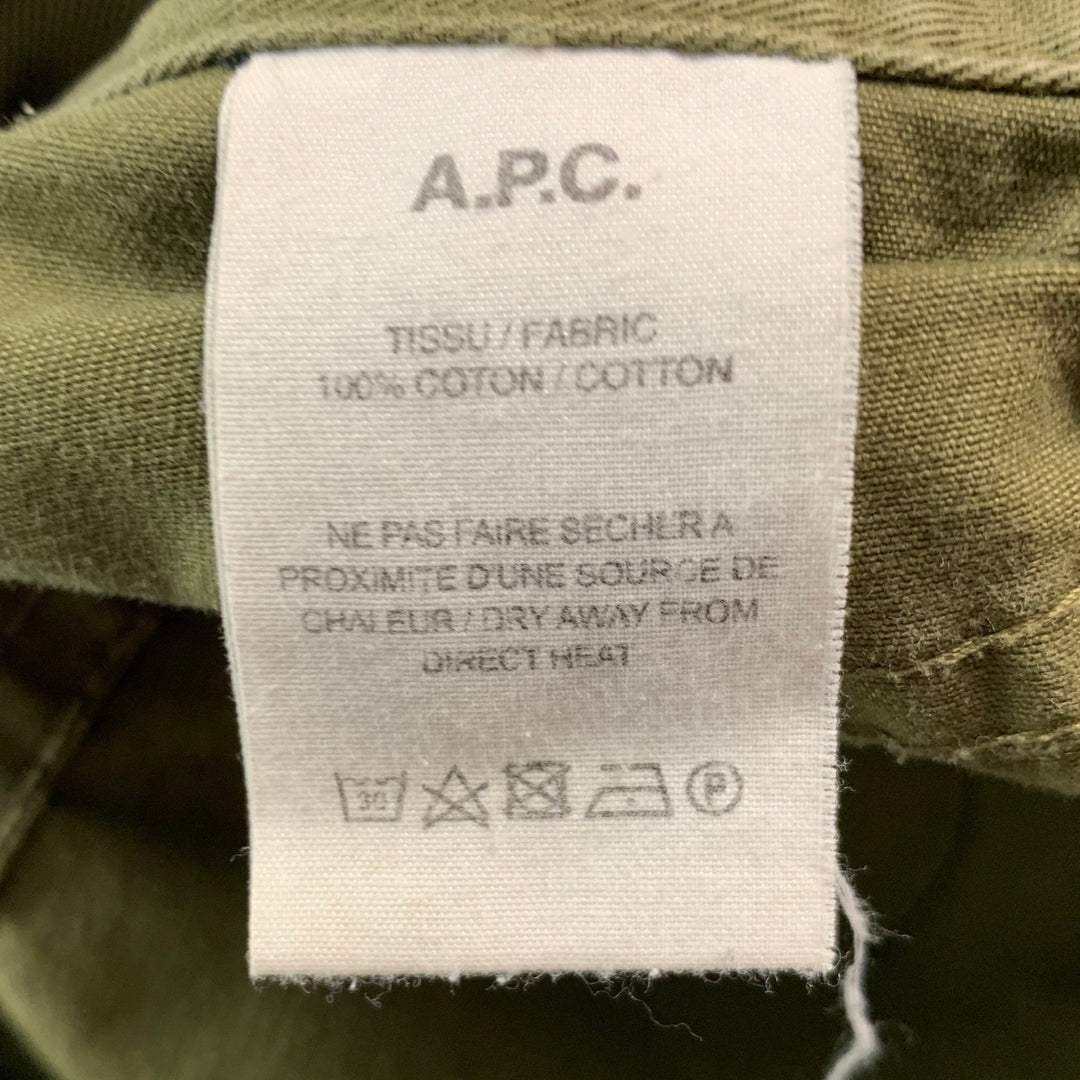 A.P.C.
TISSU / FABRIC
100% COTON / COTTON
NE PAS FAIRE SECHER A
PROXIMITE D'UNE SOURCE DE
CHALEUR / DRY AWAY FROM
DIRECT HEAT
30 P